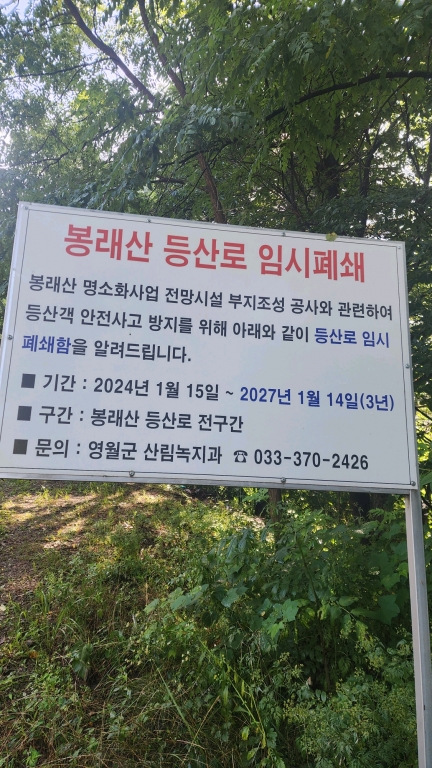 봉래산 등산로 임시폐쇄
봉래산 명소화사업 전망시설 부지조성 공사와 관련하여
등산객 안전사고 방지를 위해 아래와 같이 등산로 임시
폐쇄함을 알려드립니다.
■ 기간 : 2024년 1월 15일 ~ 2027년 1월 14일(3년)
■ 구간 : 봉래산 등산로 전구간
■ 문의 : 영월군 산림녹지과 ☎ 033-370-2426